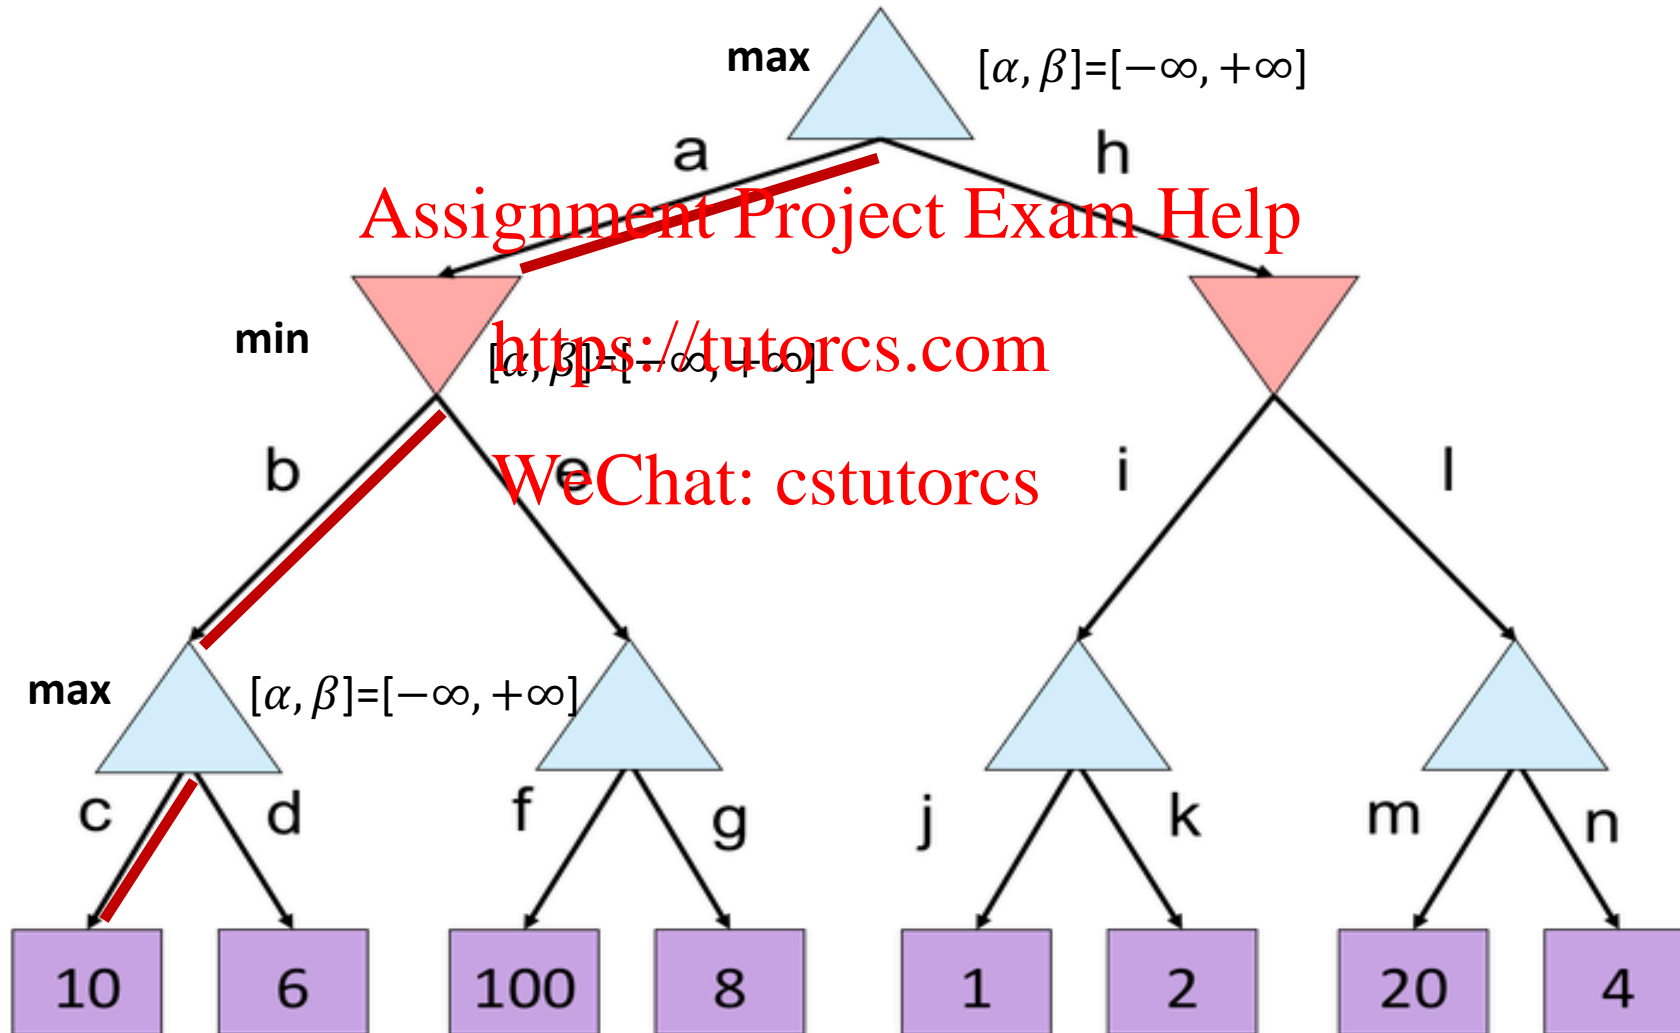 max
[α, β]=[−∞, +∞]
a
h
Assignment Project Exam Help
min
[α, β]=[−∞, +∞]
https://tutorcs.com
b
e
WeChat: cstutorcs
i
l
max
[α, β]=[−∞, +∞]
c
d
f
g
j
k
m
n
10
6
100
8
1
2
20
4